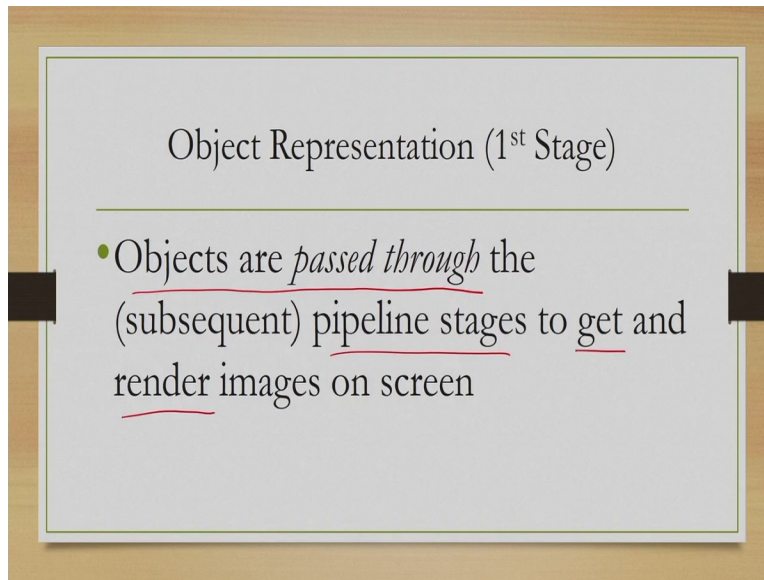 Object Representation (1st Stage)
•Objects are passed through the
(subsequent) pipeline stages to get and
render images on screen